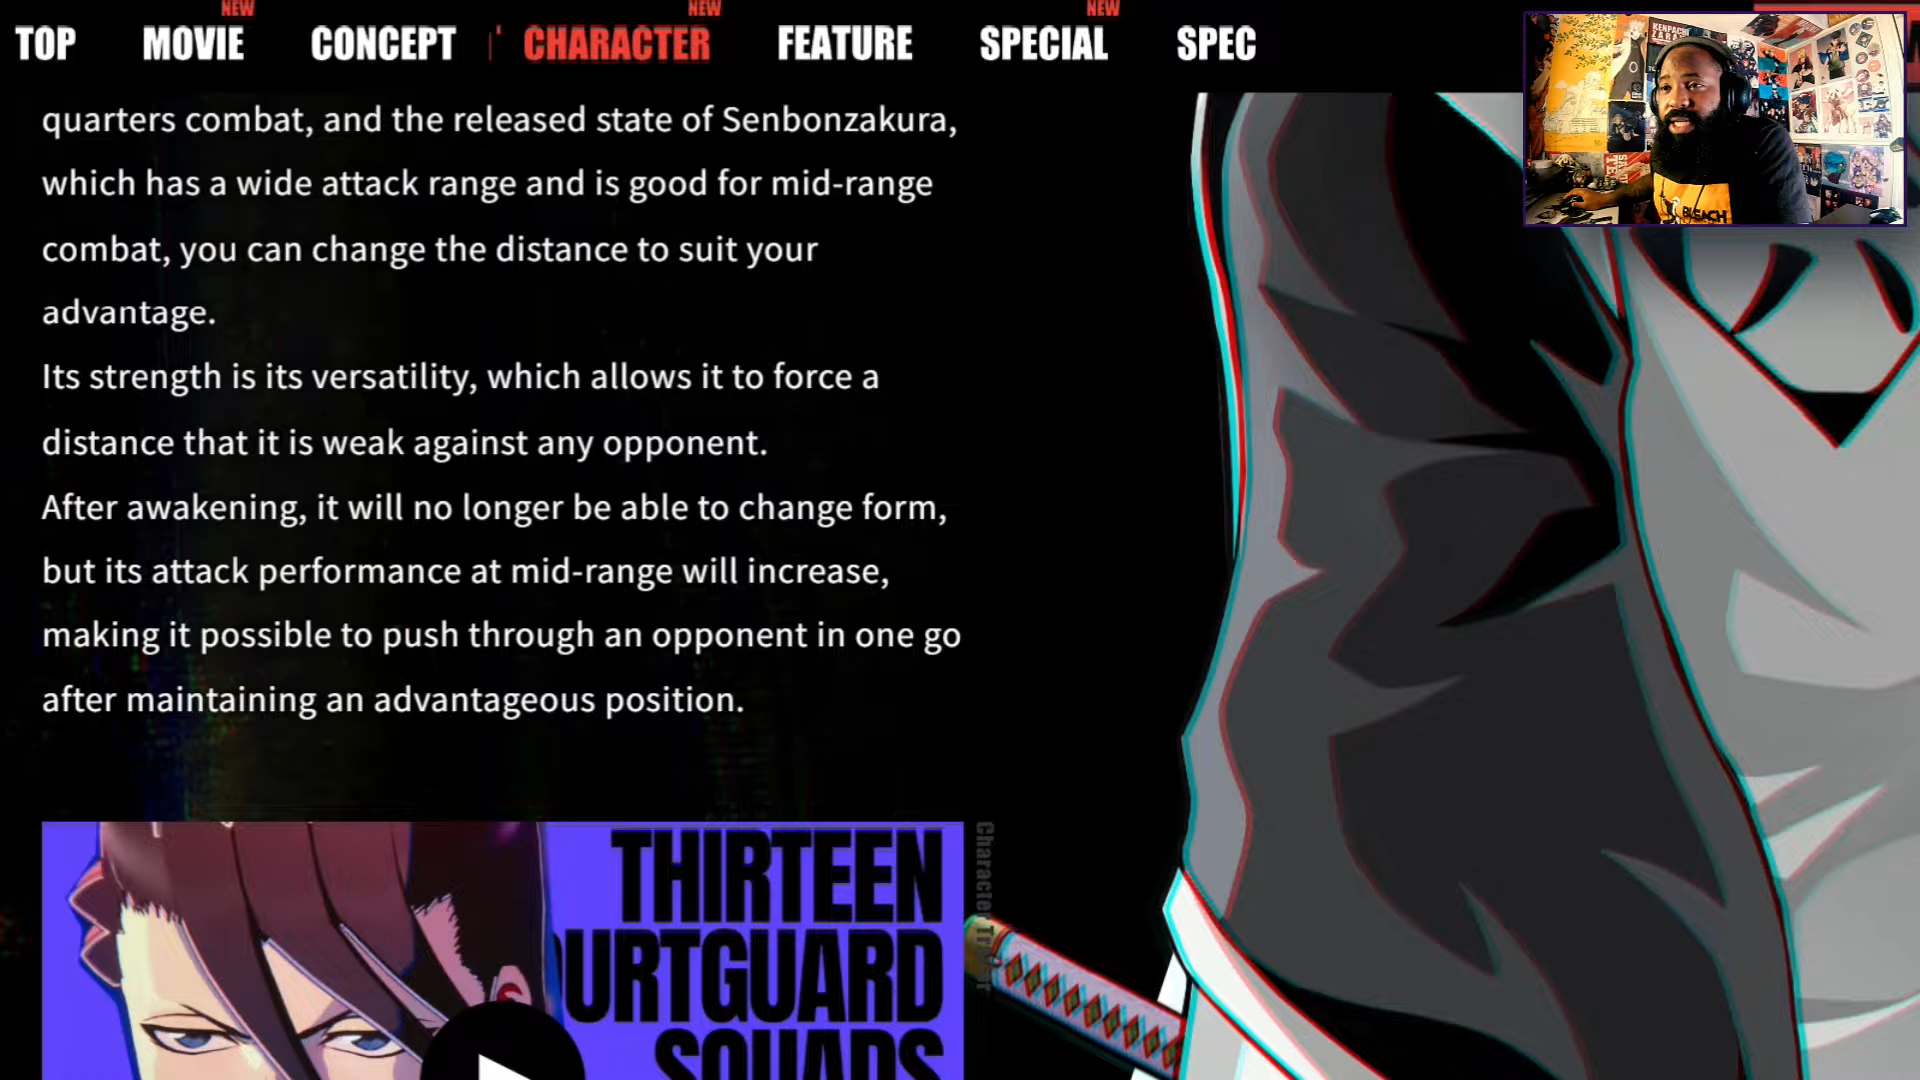 NEW NEW NEW
TOP MOVIE CONCEPT CHARACTER FEATURE SPECIAL SPEC
KENPACHI
BLEACH
quarters combat, and the released state of Senbonzakura,
which has a wide attack range and is good for mid-range
combat, you can change the distance to suit your
advantage.
Its strength is its versatility, which allows it to force a
distance that it is weak against any opponent.
After awakening, it will no longer be able to change form,
but its attack performance at mid-range will increase,
making it possible to push through an opponent in one go
after maintaining an advantageous position.
THIRTEEN
OURTGUARD
SQUADS